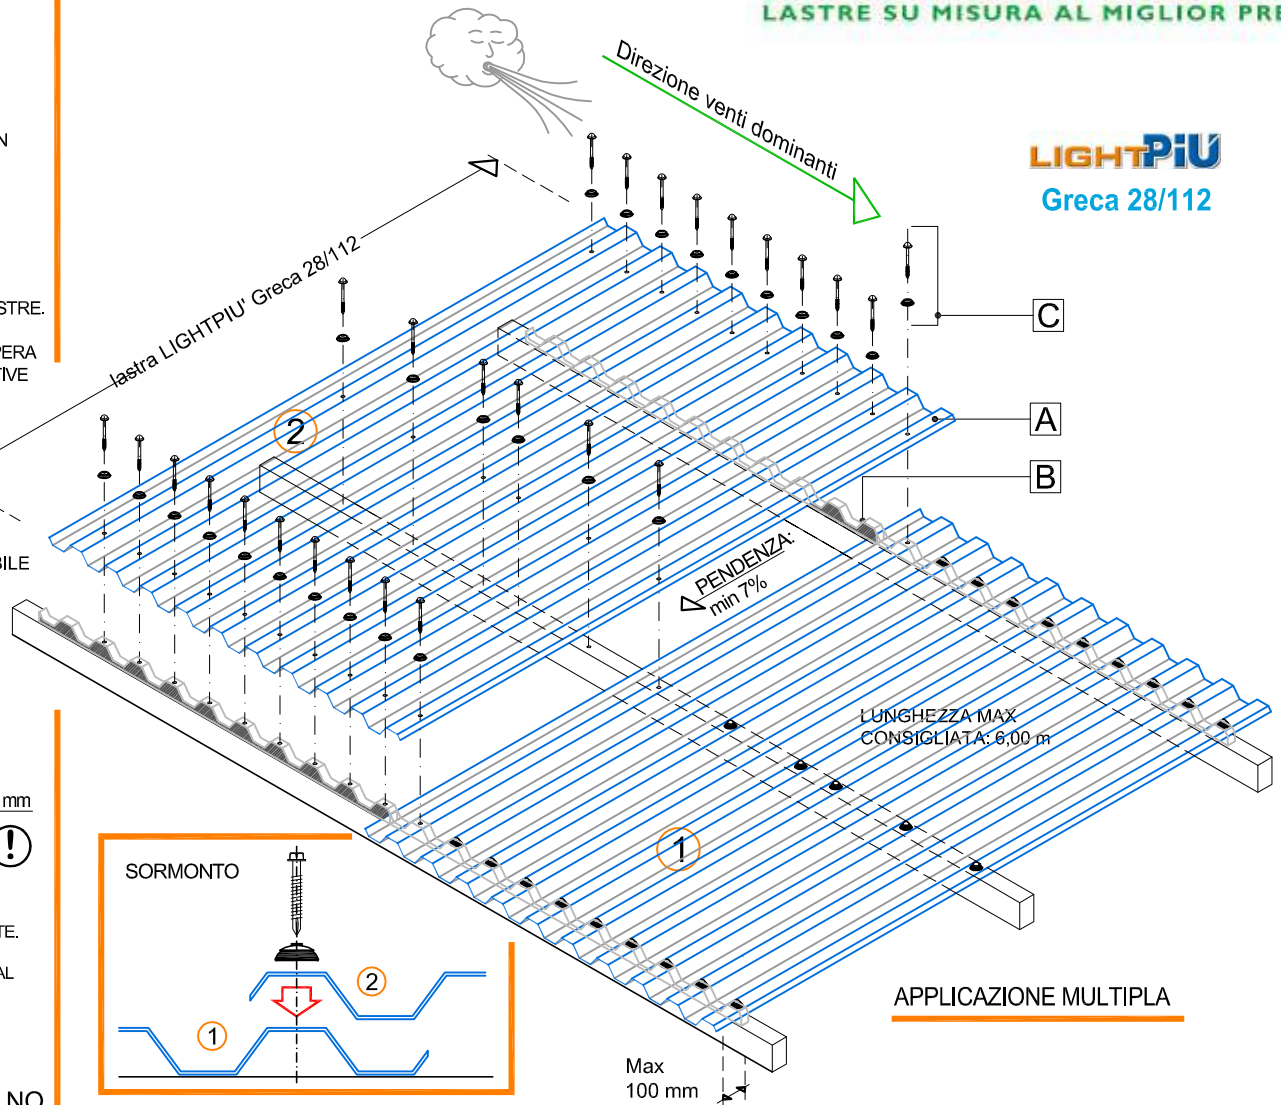 LASTRE SU MISURA AL MIGLIOR
Direzione venti dominanti
LIGHTPIÙ
Greca 28/112
lastra LIGHTPIU' Greca 28/112
C
A
B
2
PENDENZA:
min 7%
LUNGHEZZA MAX
CONSIGLIATA: 6,00 m
1
mm
!
SORMONTO
2
1
TE.
AL
NO
STRE.
PERA
TIVE
BILE
N
APPLICAZIONE MULTIPLA
Max
100 mm